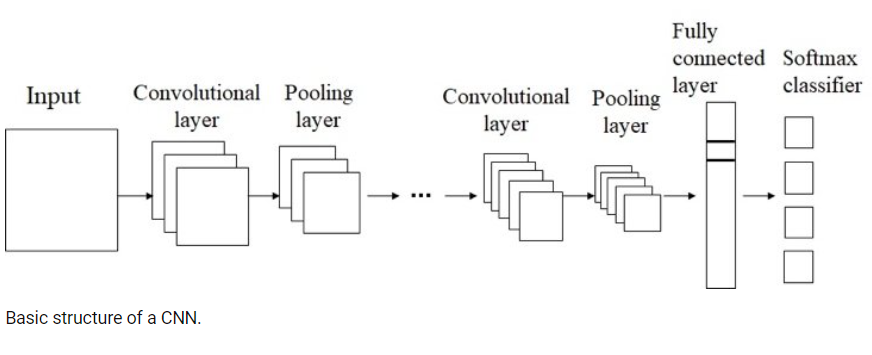 Input
Convolutional
layer
Pooling
layer
...
Convolutional
layer
Pooling
layer
Fully
connected
layer
Softmax
classifier
Basic structure of a CNN.